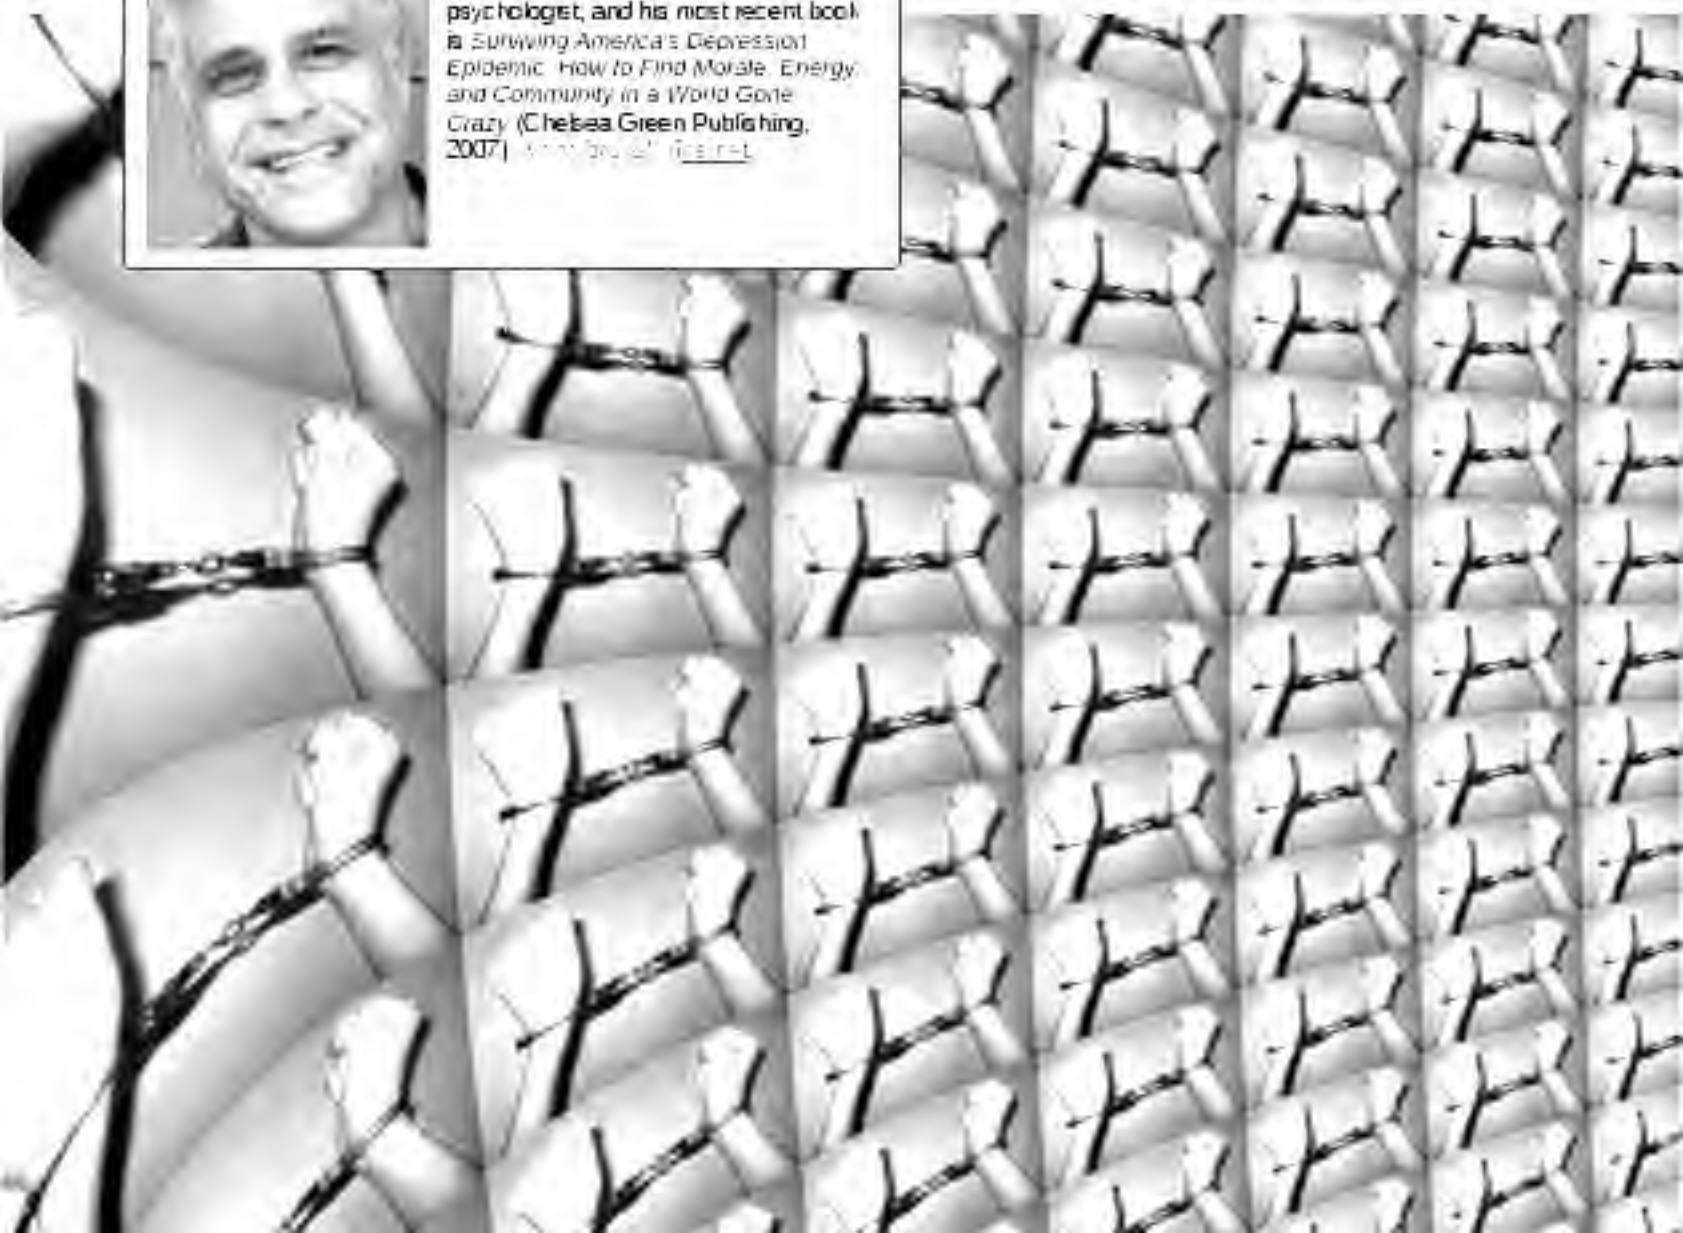 psychologist, and his most recent book
is Surviving America's Depression
Epidemic: How to Find Morale, Energy,
and Community in a World Gone
Crazy (Chelsea Green Publishing,
2007)